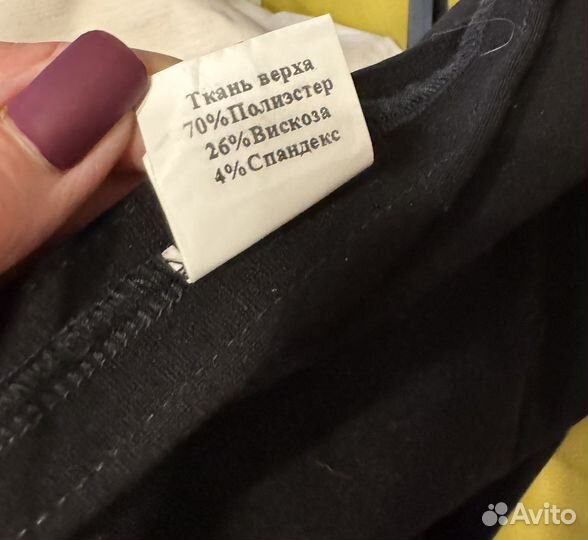 Ткань верха
70%Полиэстер
26%Вискоза
4%Спандекс
Avito